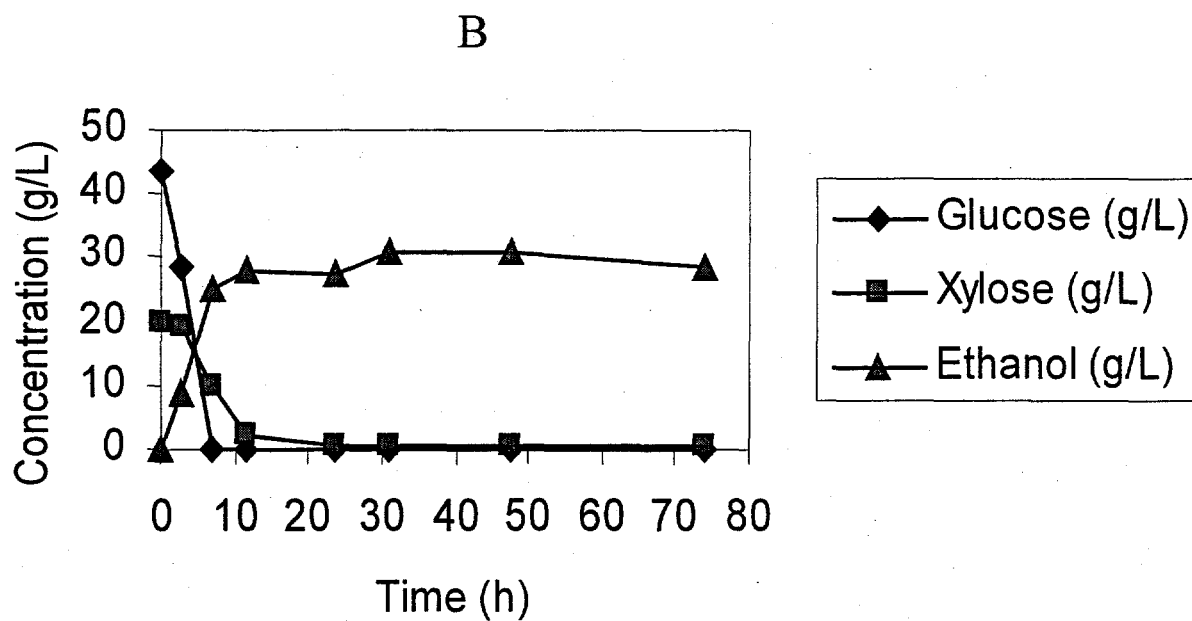 B
Concentration (g/L)
50
40
30
20
10
0
0 10 20 30 40 50 60 70 80
Time (h)
Glucose (g/L)
Xylose (g/L)
Ethanol (g/L)